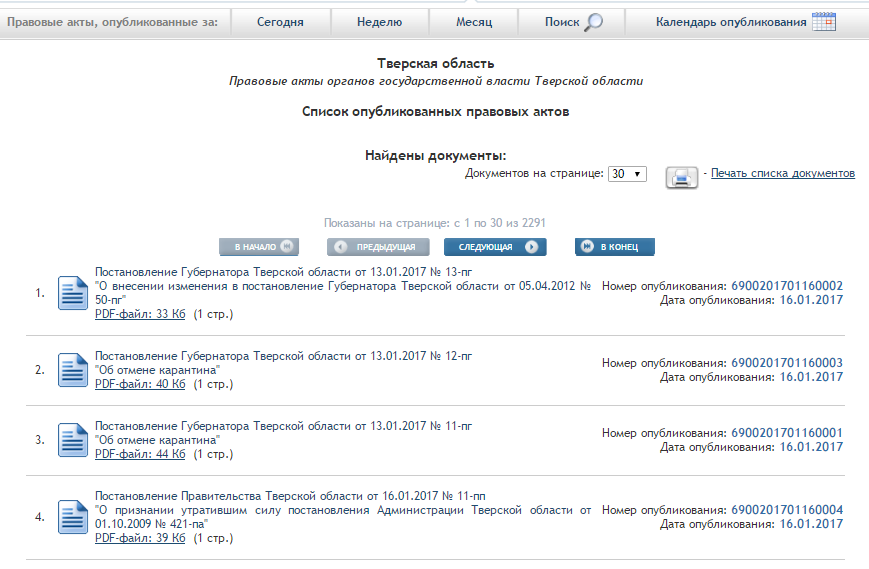 Правовые акты, опубликованные за: Сегодня Неделю Месяц Поиск Календарь опубликования
Тверская область
Правовые акты органов государственной власти Тверской области
Список опубликованных правовых актов
Найдены документы:
Документов на странице: 30 - Печать списка документов
Показаны на странице: с 1 по 30 из 2291
В НАЧАЛО ПРЕДЫДУЩАЯ СЛЕДУЮЩАЯ В КОНЕЦ
1.
Постановление Губернатора Тверской области от 13.01.2017 № 13-пг
"О внесении изменения в постановление Губернатора Тверской области от 05.04.2012 №
50-пг"
PDF-файл: 33 Кб (1 стр.)
Номер опубликования: 6900201701160002
Дата опубликования: 16.01.2017
2.
Постановление Губернатора Тверской области от 13.01.2017 № 12-пг
"Об отмене карантина"
PDF-файл: 40 Кб (1 стр.)
Номер опубликования: 6900201701160003
Дата опубликования: 16.01.2017
3.
Постановление Губернатора Тверской области от 13.01.2017 № 11-пг
"Об отмене карантина"
PDF-файл: 44 Кб (1 стр.)
Номер опубликования: 6900201701160001
Дата опубликования: 16.01.2017
4.
Постановление Правительства Тверской области от 16.01.2017 № 11-пп
"О признании утратившим силу постановления Администрации Тверской области от
01.10.2009 № 421-па"
PDF-файл: 39 Кб (1 стр.)
Номер опубликования: 6900201701160004
Дата опубликования: 16.01.2017